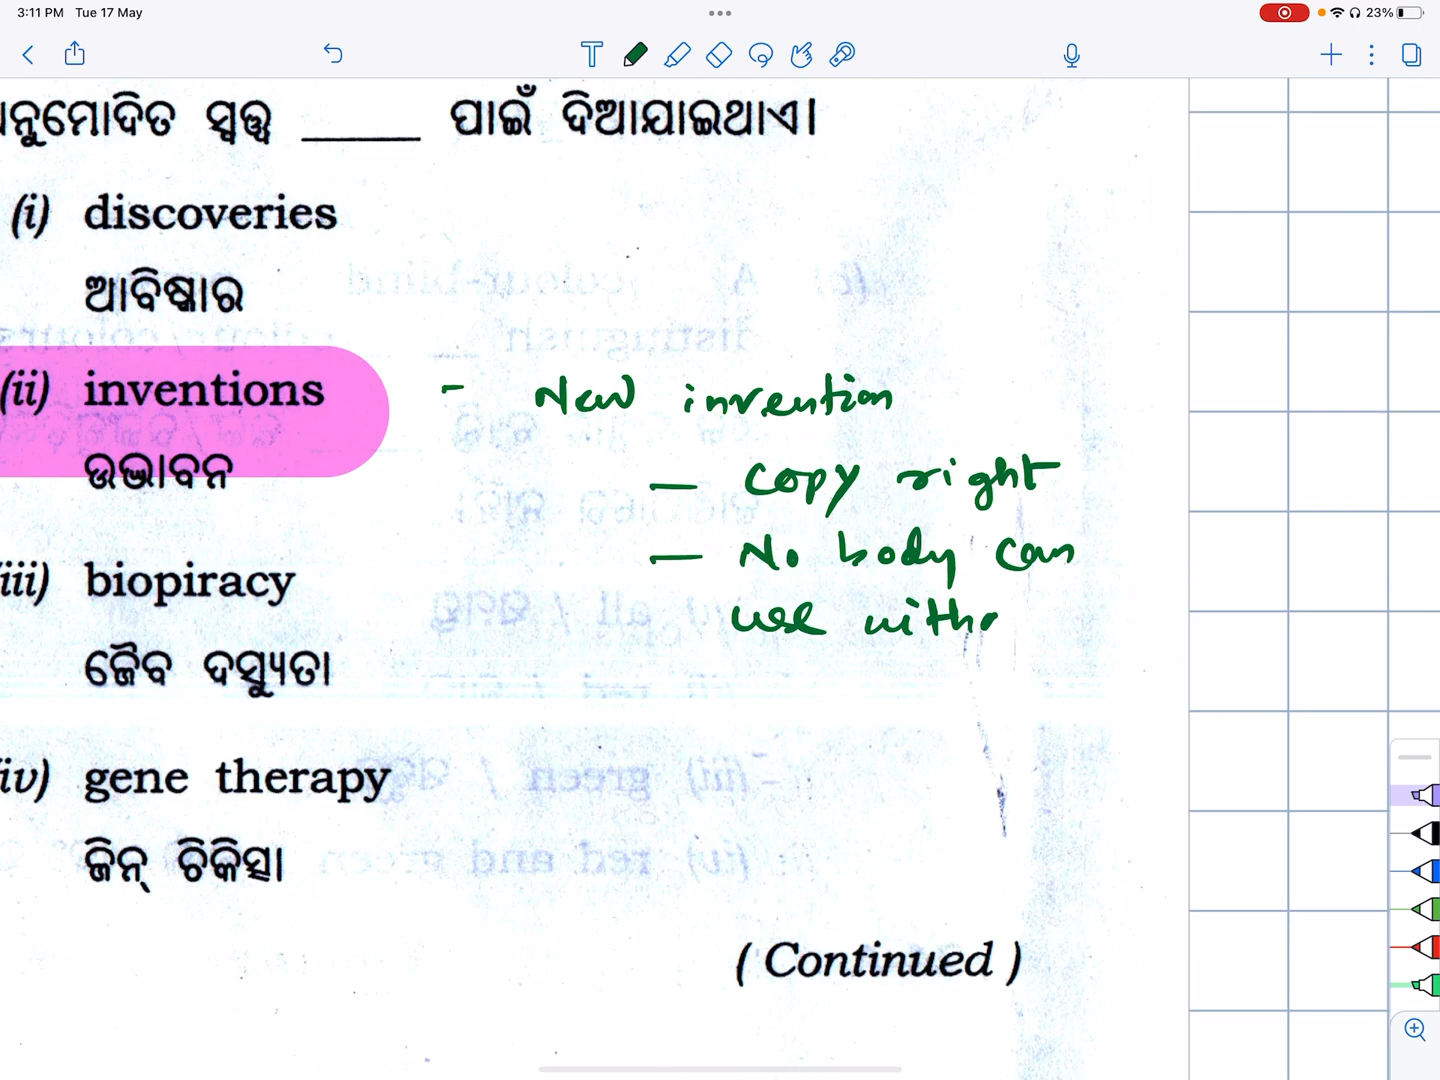 3:11 PM Tue 17 May
23%
ନୁମୋଦିତ ସ୍ୱତ୍ତ୍ୱ ______ ପାଇଁ ଦିଆଯାଇଥାଏ।
(i) discoveries
ଆବିଷ୍କାର
(ii) inventions - New invention
ଉଦ୍ଭାବନ
— Copy right
— No body can
use witho
iii) biopiracy
ଜୈବ ଦସ୍ୟୁତା
iv) gene therapy
ଜିନ୍ ଚିକିତ୍ସା
( Continued )